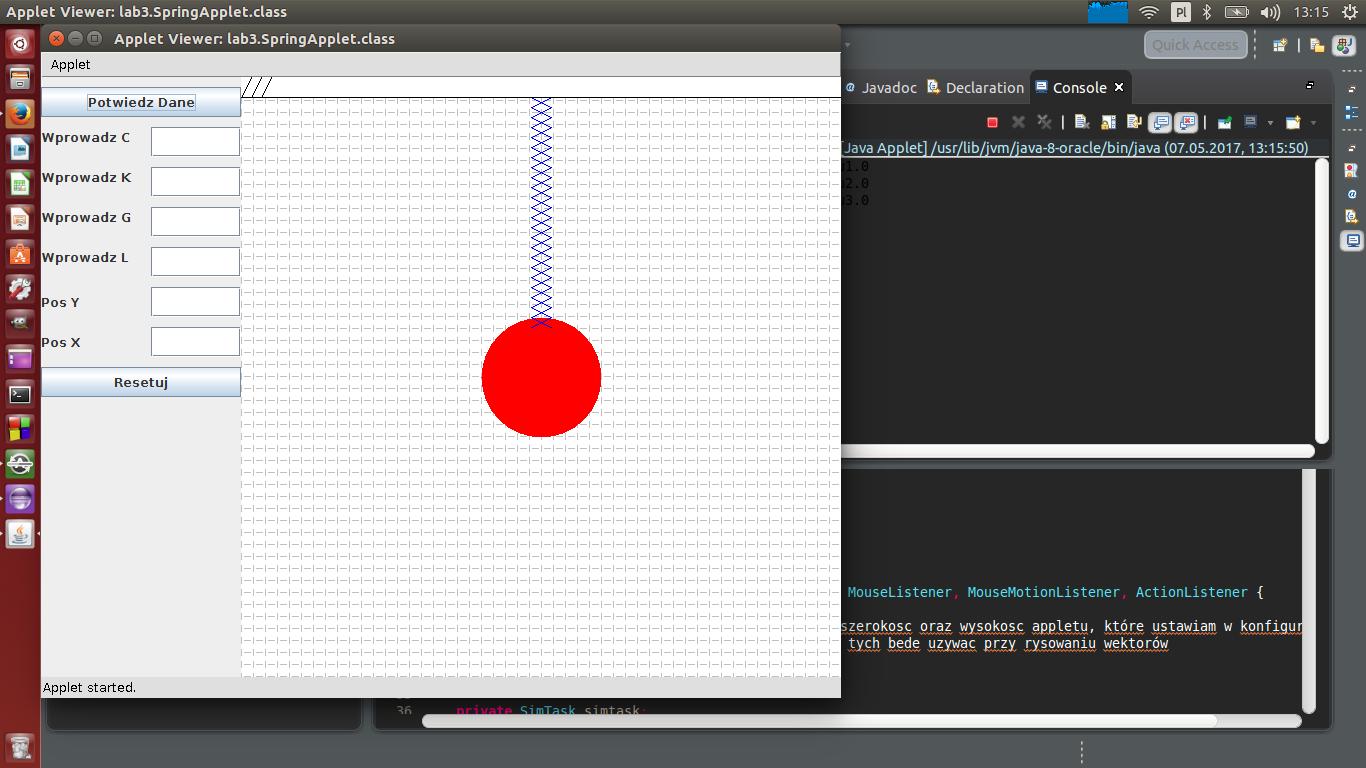 Applet Viewer: lab3.SpringApplet.class
Pl
13:15
Applet Viewer: lab3.SpringApplet.class
Applet
Potwiedz Dane
Wprowadz C
Wprowadz K
Wprowadz G
Wprowadz L
Pos Y
Pos X
Resetuj
Applet started.
Quick Access
@ Javadoc
Declaration
Console
[Java Applet] /usr/lib/jvm/java-8-oracle/bin/java (07.05.2017, 13:15:50)
1.0
2.0
3.0
MouseListener, MouseMotionListener, ActionListener {
szerokosc oraz wysokosc appletu, które ustawiam w konfigur
tych bede uzywac przy rysowaniu wektorów
36 private SimTask simtask;